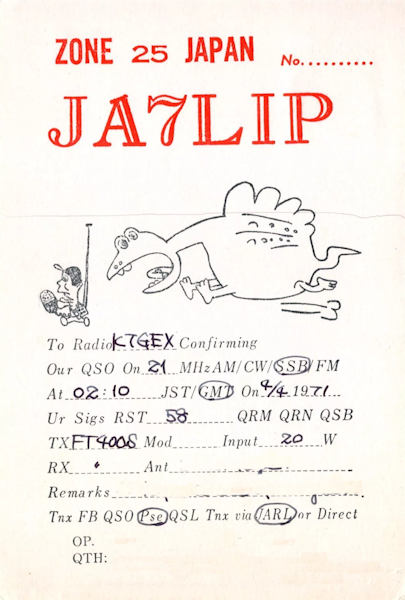 ZONE 25 JAPAN No..........
JA7LIP
To Radio K7GEX Confirming
Our QSO On 21 MHz AM/CW/SSB/FM
At 02:10 JST/GMT On 4/4 1971
Ur Sigs RST 58 QRM QRN QSB
TX FT400S Mod Input 20 W
RX " Ant
Remarks
Tnx FB QSO Pse QSL Tnx via JARL or Direct
OP.
QTH: